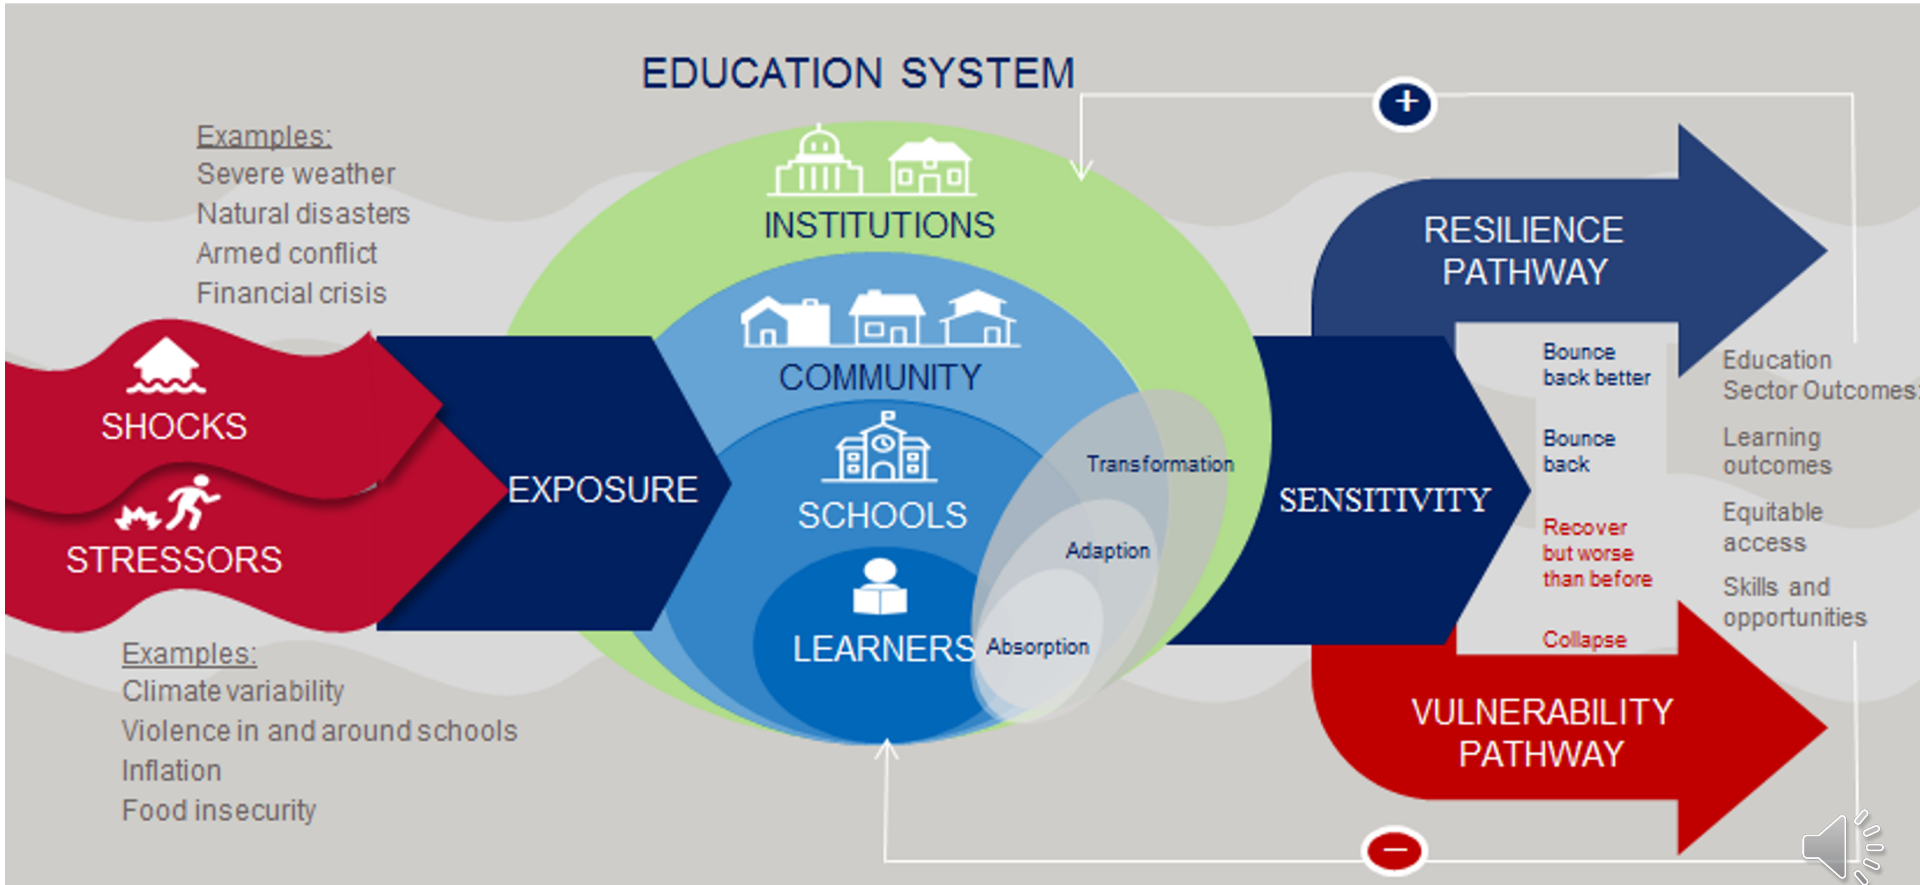 EDUCATION SYSTEM
Examples:
Severe weather
Natural disasters
Armed conflict
Financial crisis
SHOCKS
STRESSORS
Examples:
Climate variability
Violence in and around schools
Inflation
Food insecurity
EXPOSURE
INSTITUTIONS
COMMUNITY
SCHOOLS
LEARNERS
Transformation
Adaption
Absorption
SENSITIVITY
+
RESILIENCE
PATHWAY
Bounce
back better
Bounce
back
Recover
but worse
than before
Collapse
VULNERABILITY
PATHWAY
−
Education
Sector Outcomes:
Learning
outcomes
Equitable
access
Skills and
opportunities